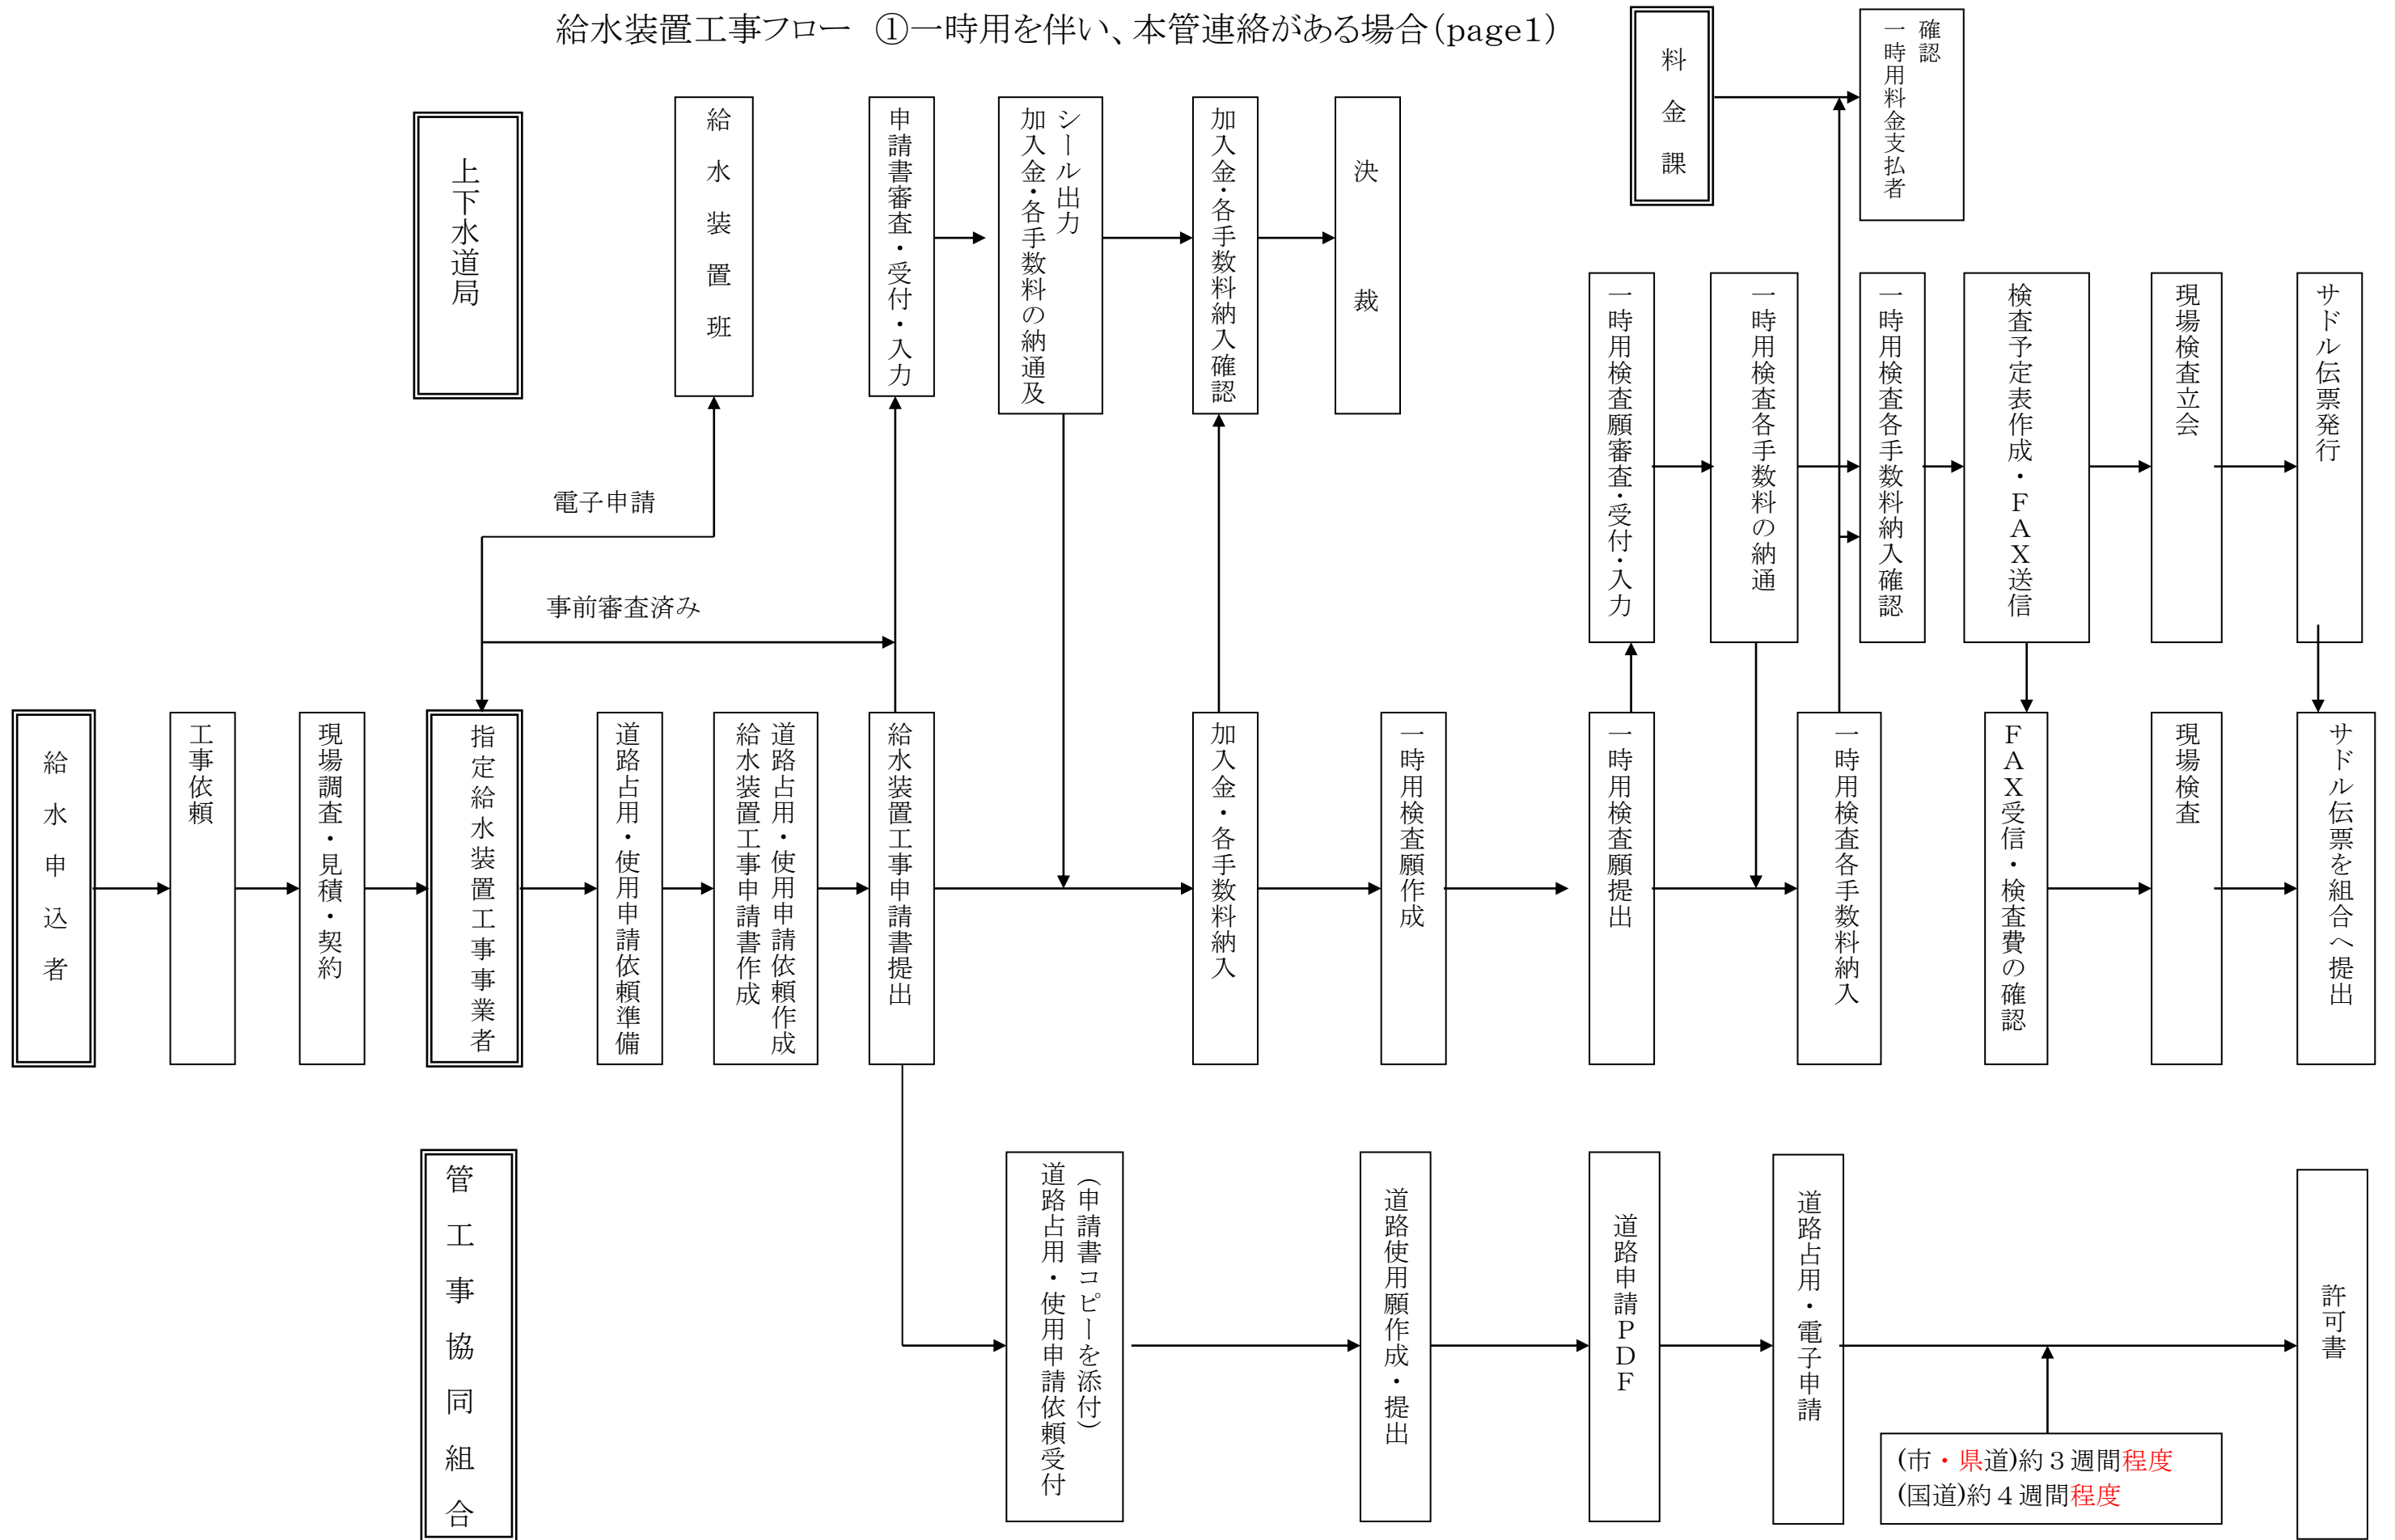 給水装置工事フロー　①一時用を伴い、本管連絡がある場合(page1)
料金課
確認
一時用料金支払者
上下水道局
給水装置班
申請書審査・受付・入力
シール出力
加入金・各手数料の納通及
加入金・各手数料納入確認
決裁
一時用検査願審査・受付・入力
一時用検査各手数料の納通
一時用検査各手数料納入確認
検査予定表作成・ＦＡＸ送信
現場検査立会
サドル伝票発行
電子申請
事前審査済み
給水申込者
工事依頼
現場調査・見積・契約
指定給水装置工事事業者
道路占用・使用申請依頼準備
道路占用・使用申請依頼作成
給水装置工事申請書作成
給水装置工事申請書提出
加入金・各手数料納入
一時用検査願作成
一時用検査願提出
一時用検査各手数料納入
ＦＡＸ受信・検査費の確認
現場検査
サドル伝票を組合へ提出
管工事協同組合
(申請書コピーを添付)
道路占用・使用申請依頼受付
道路使用願作成・提出
道路申請ＰＤＦ
道路占用・電子申請
許可書
(市・県道)約３週間程度
(国道)約４週間程度